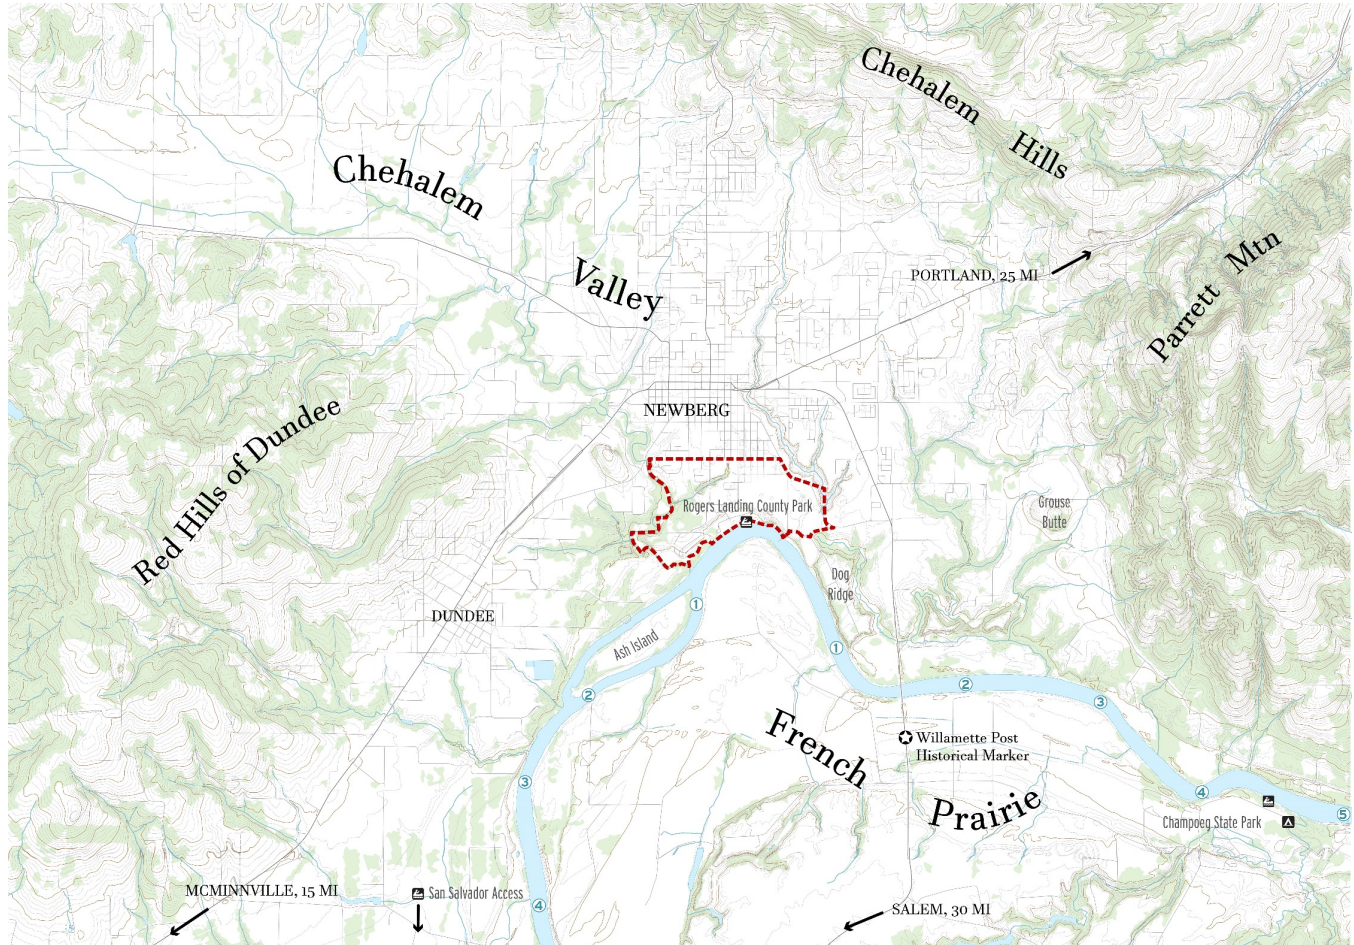 Chehalem
Hills
Chehalem
Valley
Parrett Mtn
PORTLAND, 25 MI
Red Hills of Dundee
NEWBERG
Rogers Landing County Park
Grouse
Butte
Dog
Ridge
DUNDEE
Ash Island
1
2
3
4
1
2
3
4
5
French
Prairie
Willamette Post
Historical Marker
Champoeg State Park
MCMINNVILLE, 15 MI
San Salvador Access
SALEM, 30 MI